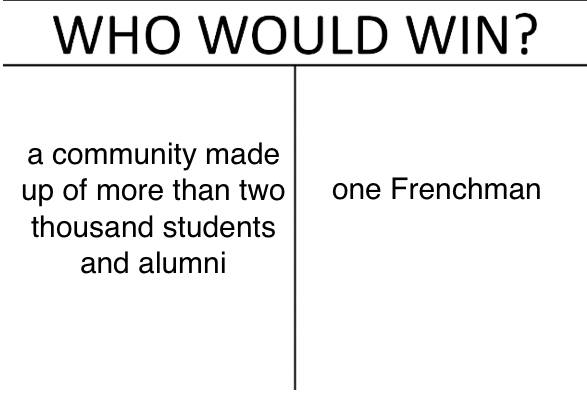 WHO WOULD WIN?
a community made
up of more than two
thousand students
and alumni
one Frenchman